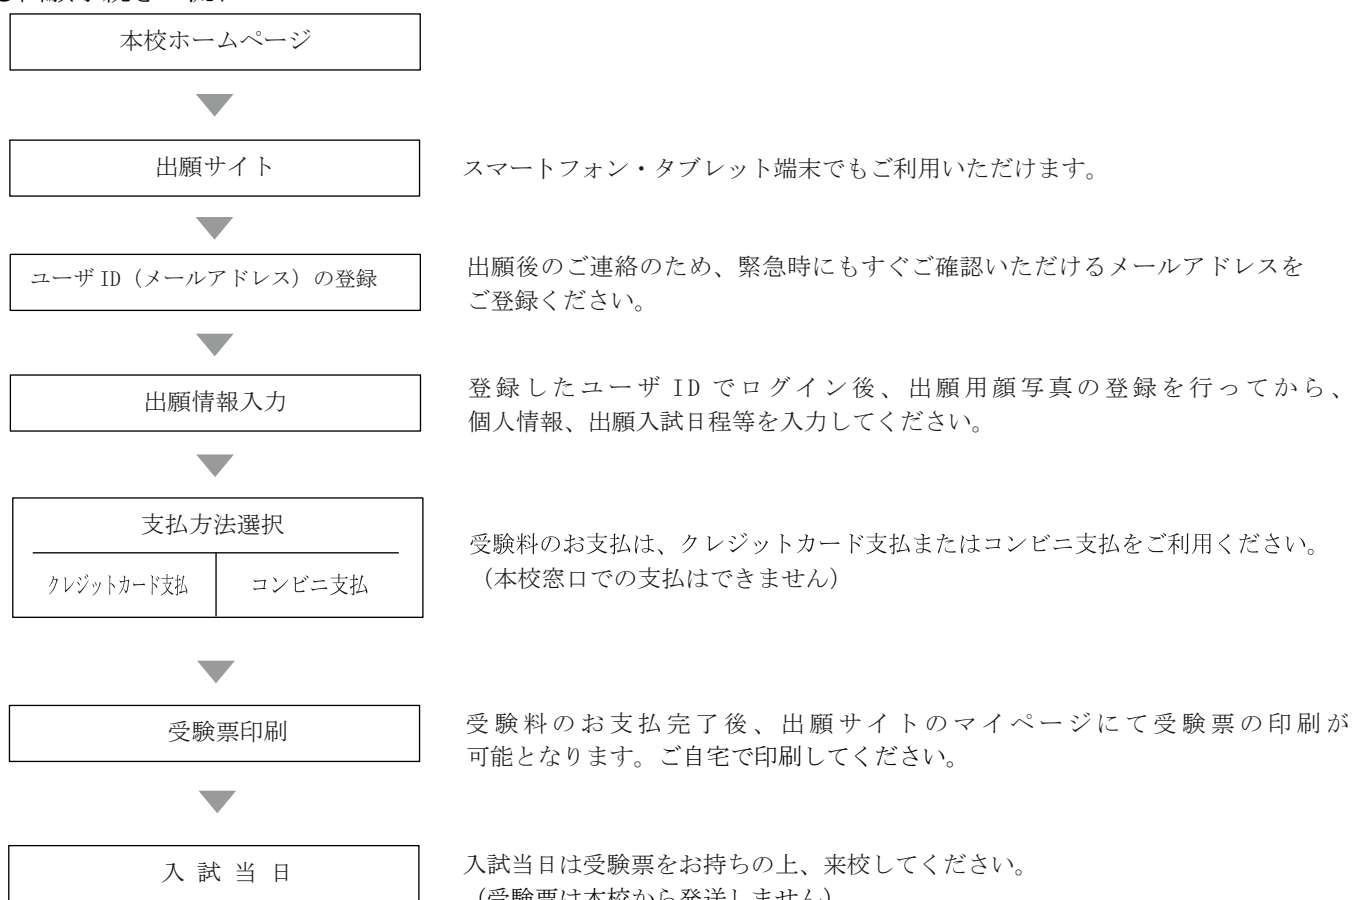 本校ホームページ
出願サイト
スマートフォン・タブレット端末でもご利用いただけます。
ユーザ ID（メールアドレス）の登録
出願後のご連絡のため、緊急時にもすぐご確認いただけるメールアドレスを
ご登録ください。
出願情報入力
登録したユーザ ID でログイン後、出願用顔写真の登録を行ってから、
個人情報、出願入試日程等を入力してください。
支払方法選択
クレジットカード支払
コンビニ支払
受験料のお支払は、クレジットカード支払またはコンビニ支払をご利用ください。
（本校窓口での支払はできません）
受験票印刷
受験料のお支払完了後、出願サイトのマイページにて受験票の印刷が
可能となります。ご自宅で印刷してください。
入 試 当 日
入試当日は受験票をお持ちの上、来校してください。
（受験票は本校から発送しません）